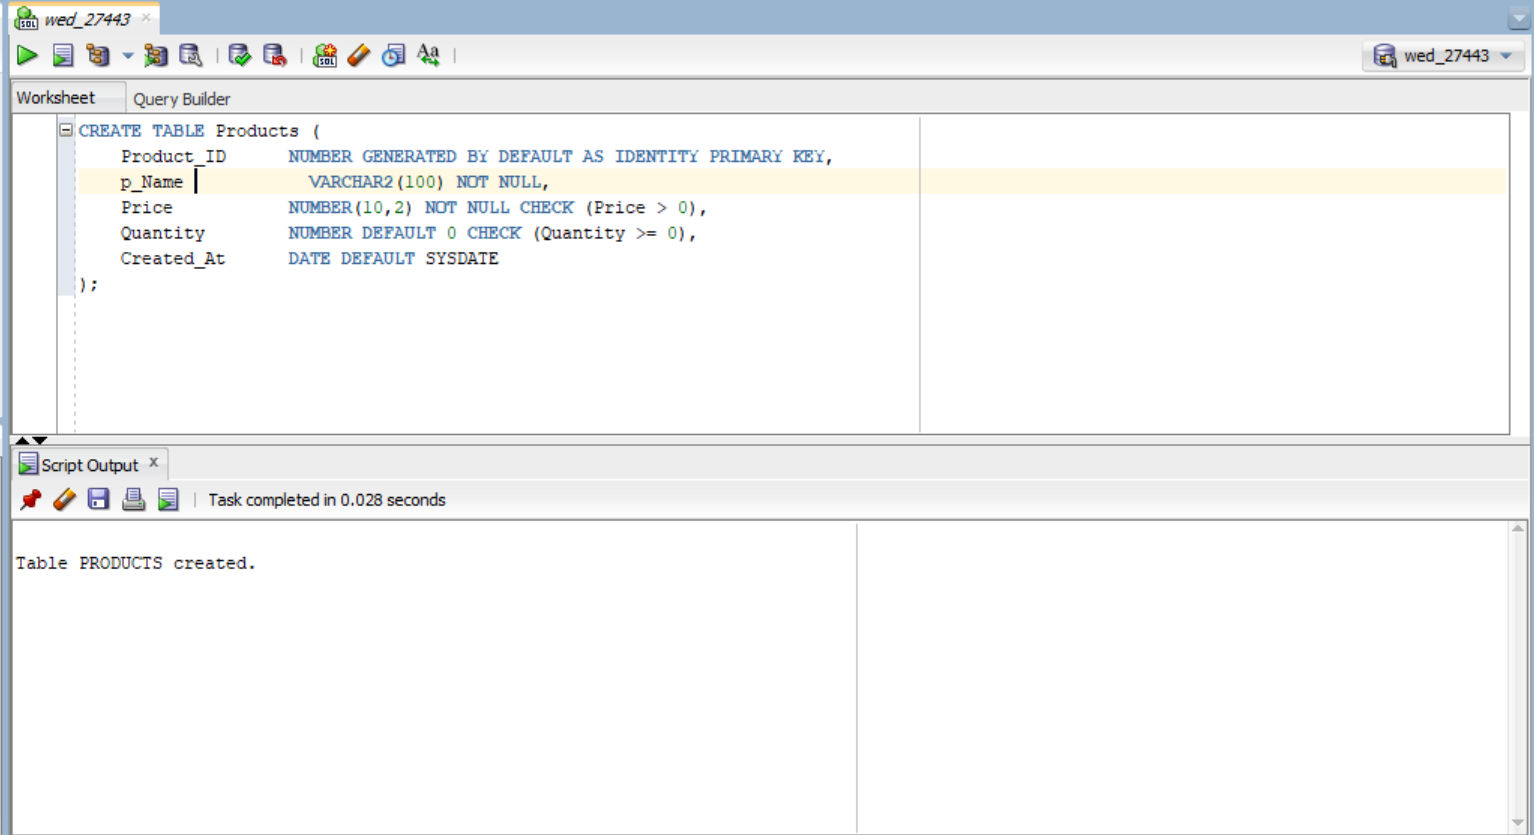 wed_27443
wed_27443
Worksheet Query Builder
CREATE TABLE Products (
    Product_ID      NUMBER GENERATED BY DEFAULT AS IDENTITY PRIMARY KEY,
    p_Name            VARCHAR2(100) NOT NULL,
    Price           NUMBER(10,2) NOT NULL CHECK (Price > 0),
    Quantity        NUMBER DEFAULT 0 CHECK (Quantity >= 0),
    Created_At      DATE DEFAULT SYSDATE
);
Script Output x
Task completed in 0.028 seconds
Table PRODUCTS created.